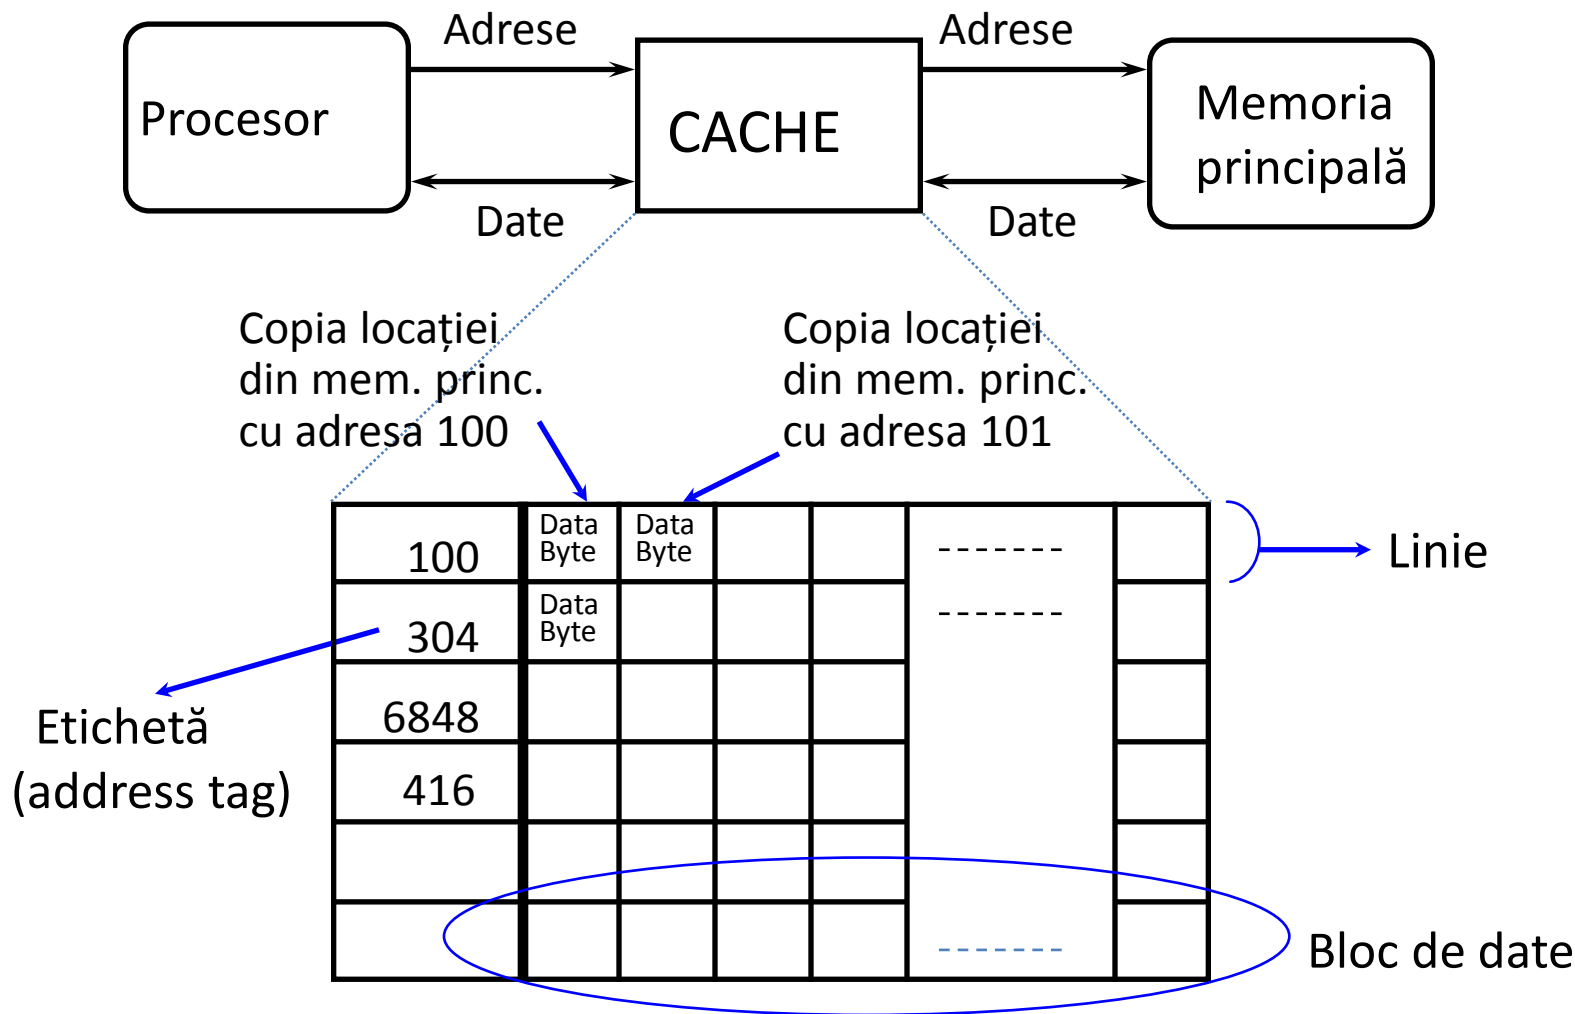 Adrese
Adrese
Procesor
CACHE
Memoria
principală
Date
Date
Copia locației
din mem. princ.
cu adresa 100
Copia locației
din mem. princ.
cu adresa 101
100
Data
Byte
Data
Byte
-------
Linie
304
Data
Byte
-------
6848
Etichetă
(address tag)
416
-------
Bloc de date